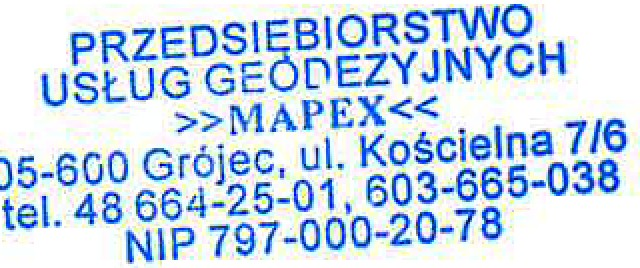 PRZEDSIĘBIORSTWO
USŁUG GEODEZYJNYCH
>>MAPEX<<
05-600 Grójec, ul. Kościelna 7/6
tel. 48 664-25-01, 603-665-038
NIP 797-000-20-78